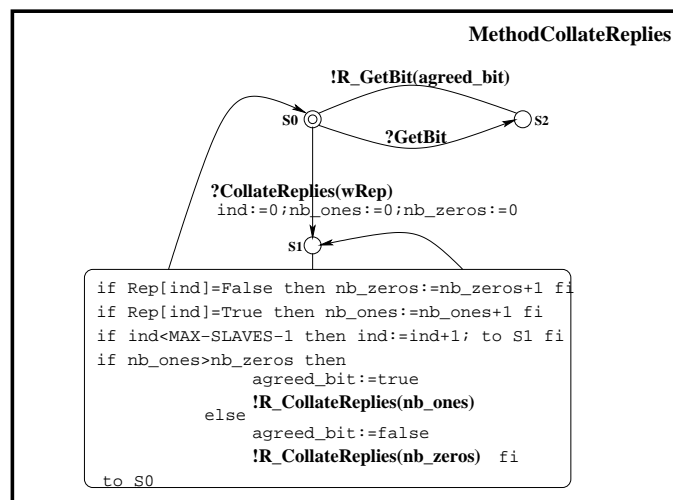 MethodCollateReplies
!R_GetBit(agreed_bit)
S0
S2
?GetBit
?CollateReplies(wRep)
ind:=0;nb_ones:=0;nb_zeros:=0
S1
if Rep[ind]=False then nb_zeros:=nb_zeros+1 fi
if Rep[ind]=True then nb_ones:=nb_ones+1 fi
if ind<MAX-SLAVES-1 then ind:=ind+1; to S1 fi
if nb_ones>nb_zeros then
agreed_bit:=true
!R_CollateReplies(nb_ones)
else
agreed_bit:=false
!R_CollateReplies(nb_zeros) fi
to S0